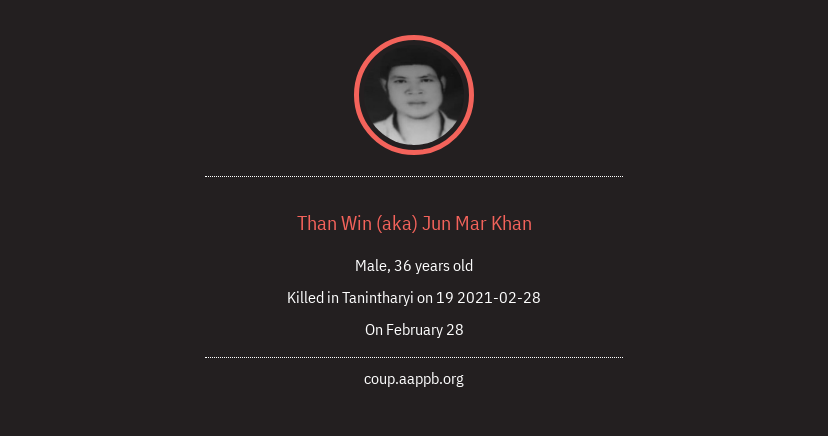 Than Win (aka) Jun Mar Khan
Male, 36 years old
Killed in Tanintharyi on 19 2021-02-28
On February 28
coup.aappb.org